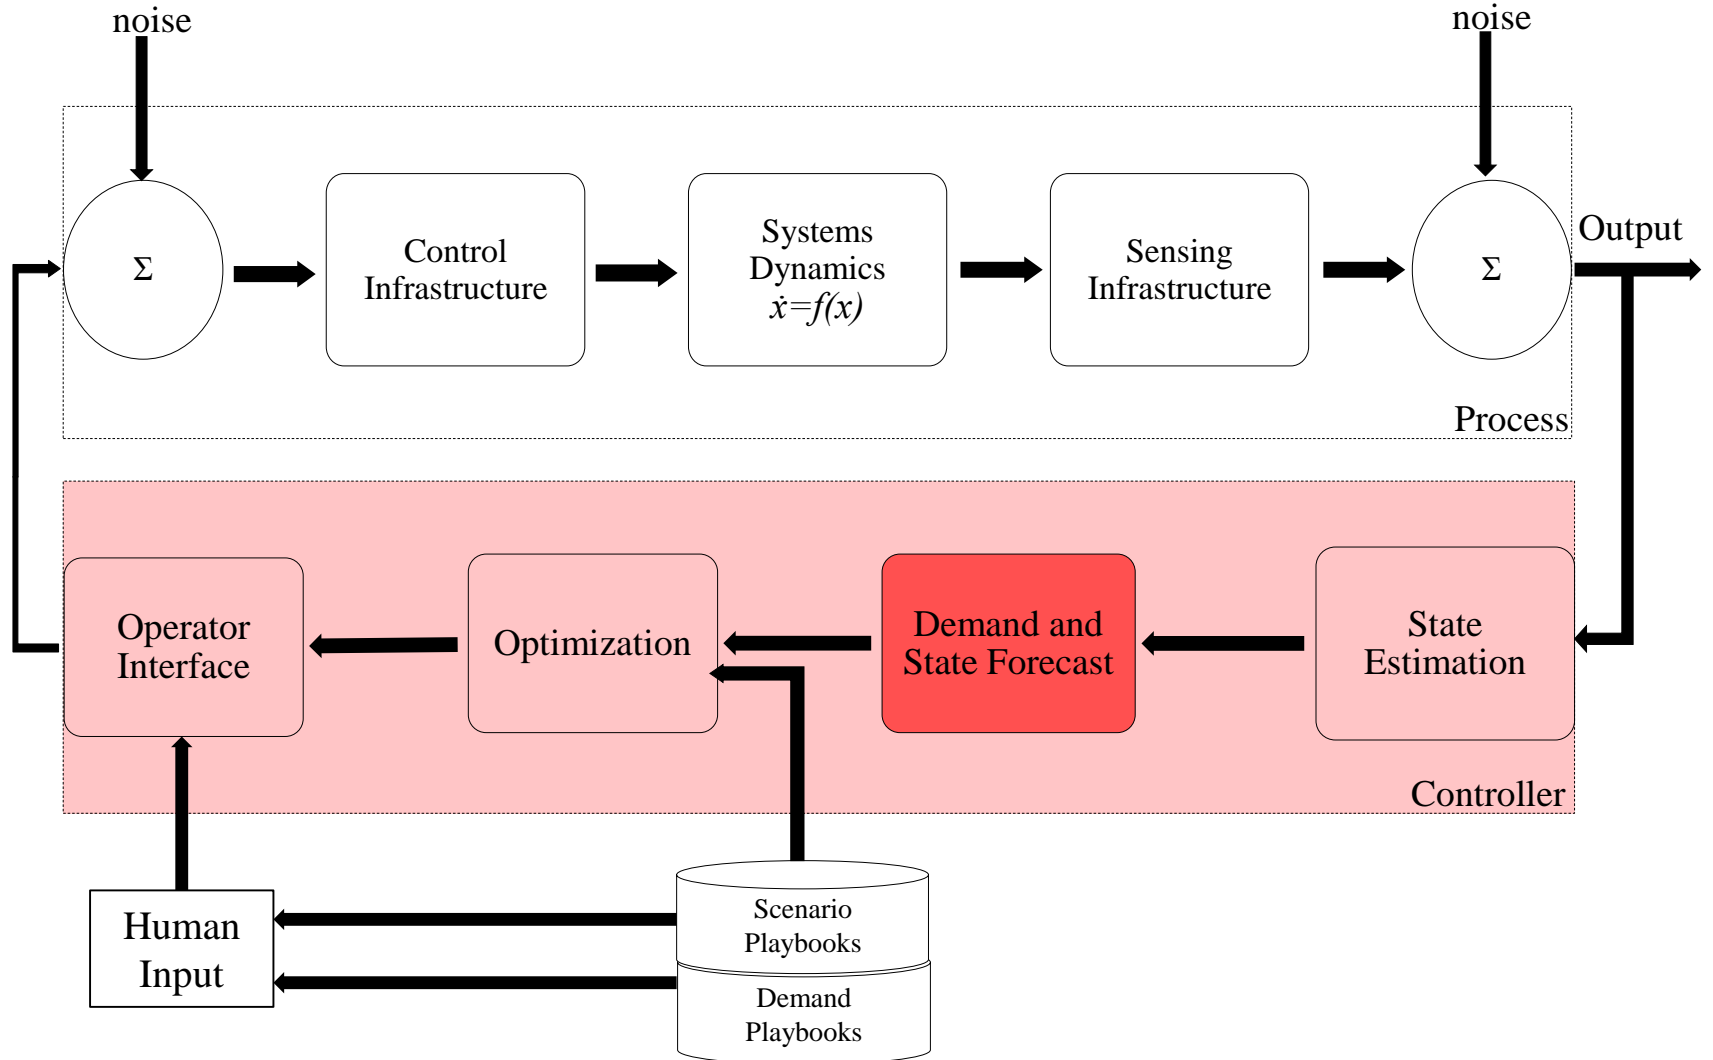 noise
noise
Σ
Control
Infrastructure
Systems
Dynamics
ẋ=f(x)
Sensing
Infrastructure
Σ
Output
Process
Operator
Interface
Optimization
Demand and
State Forecast
State
Estimation
Controller
Human
Input
Scenario
Playbooks
Demand
Playbooks